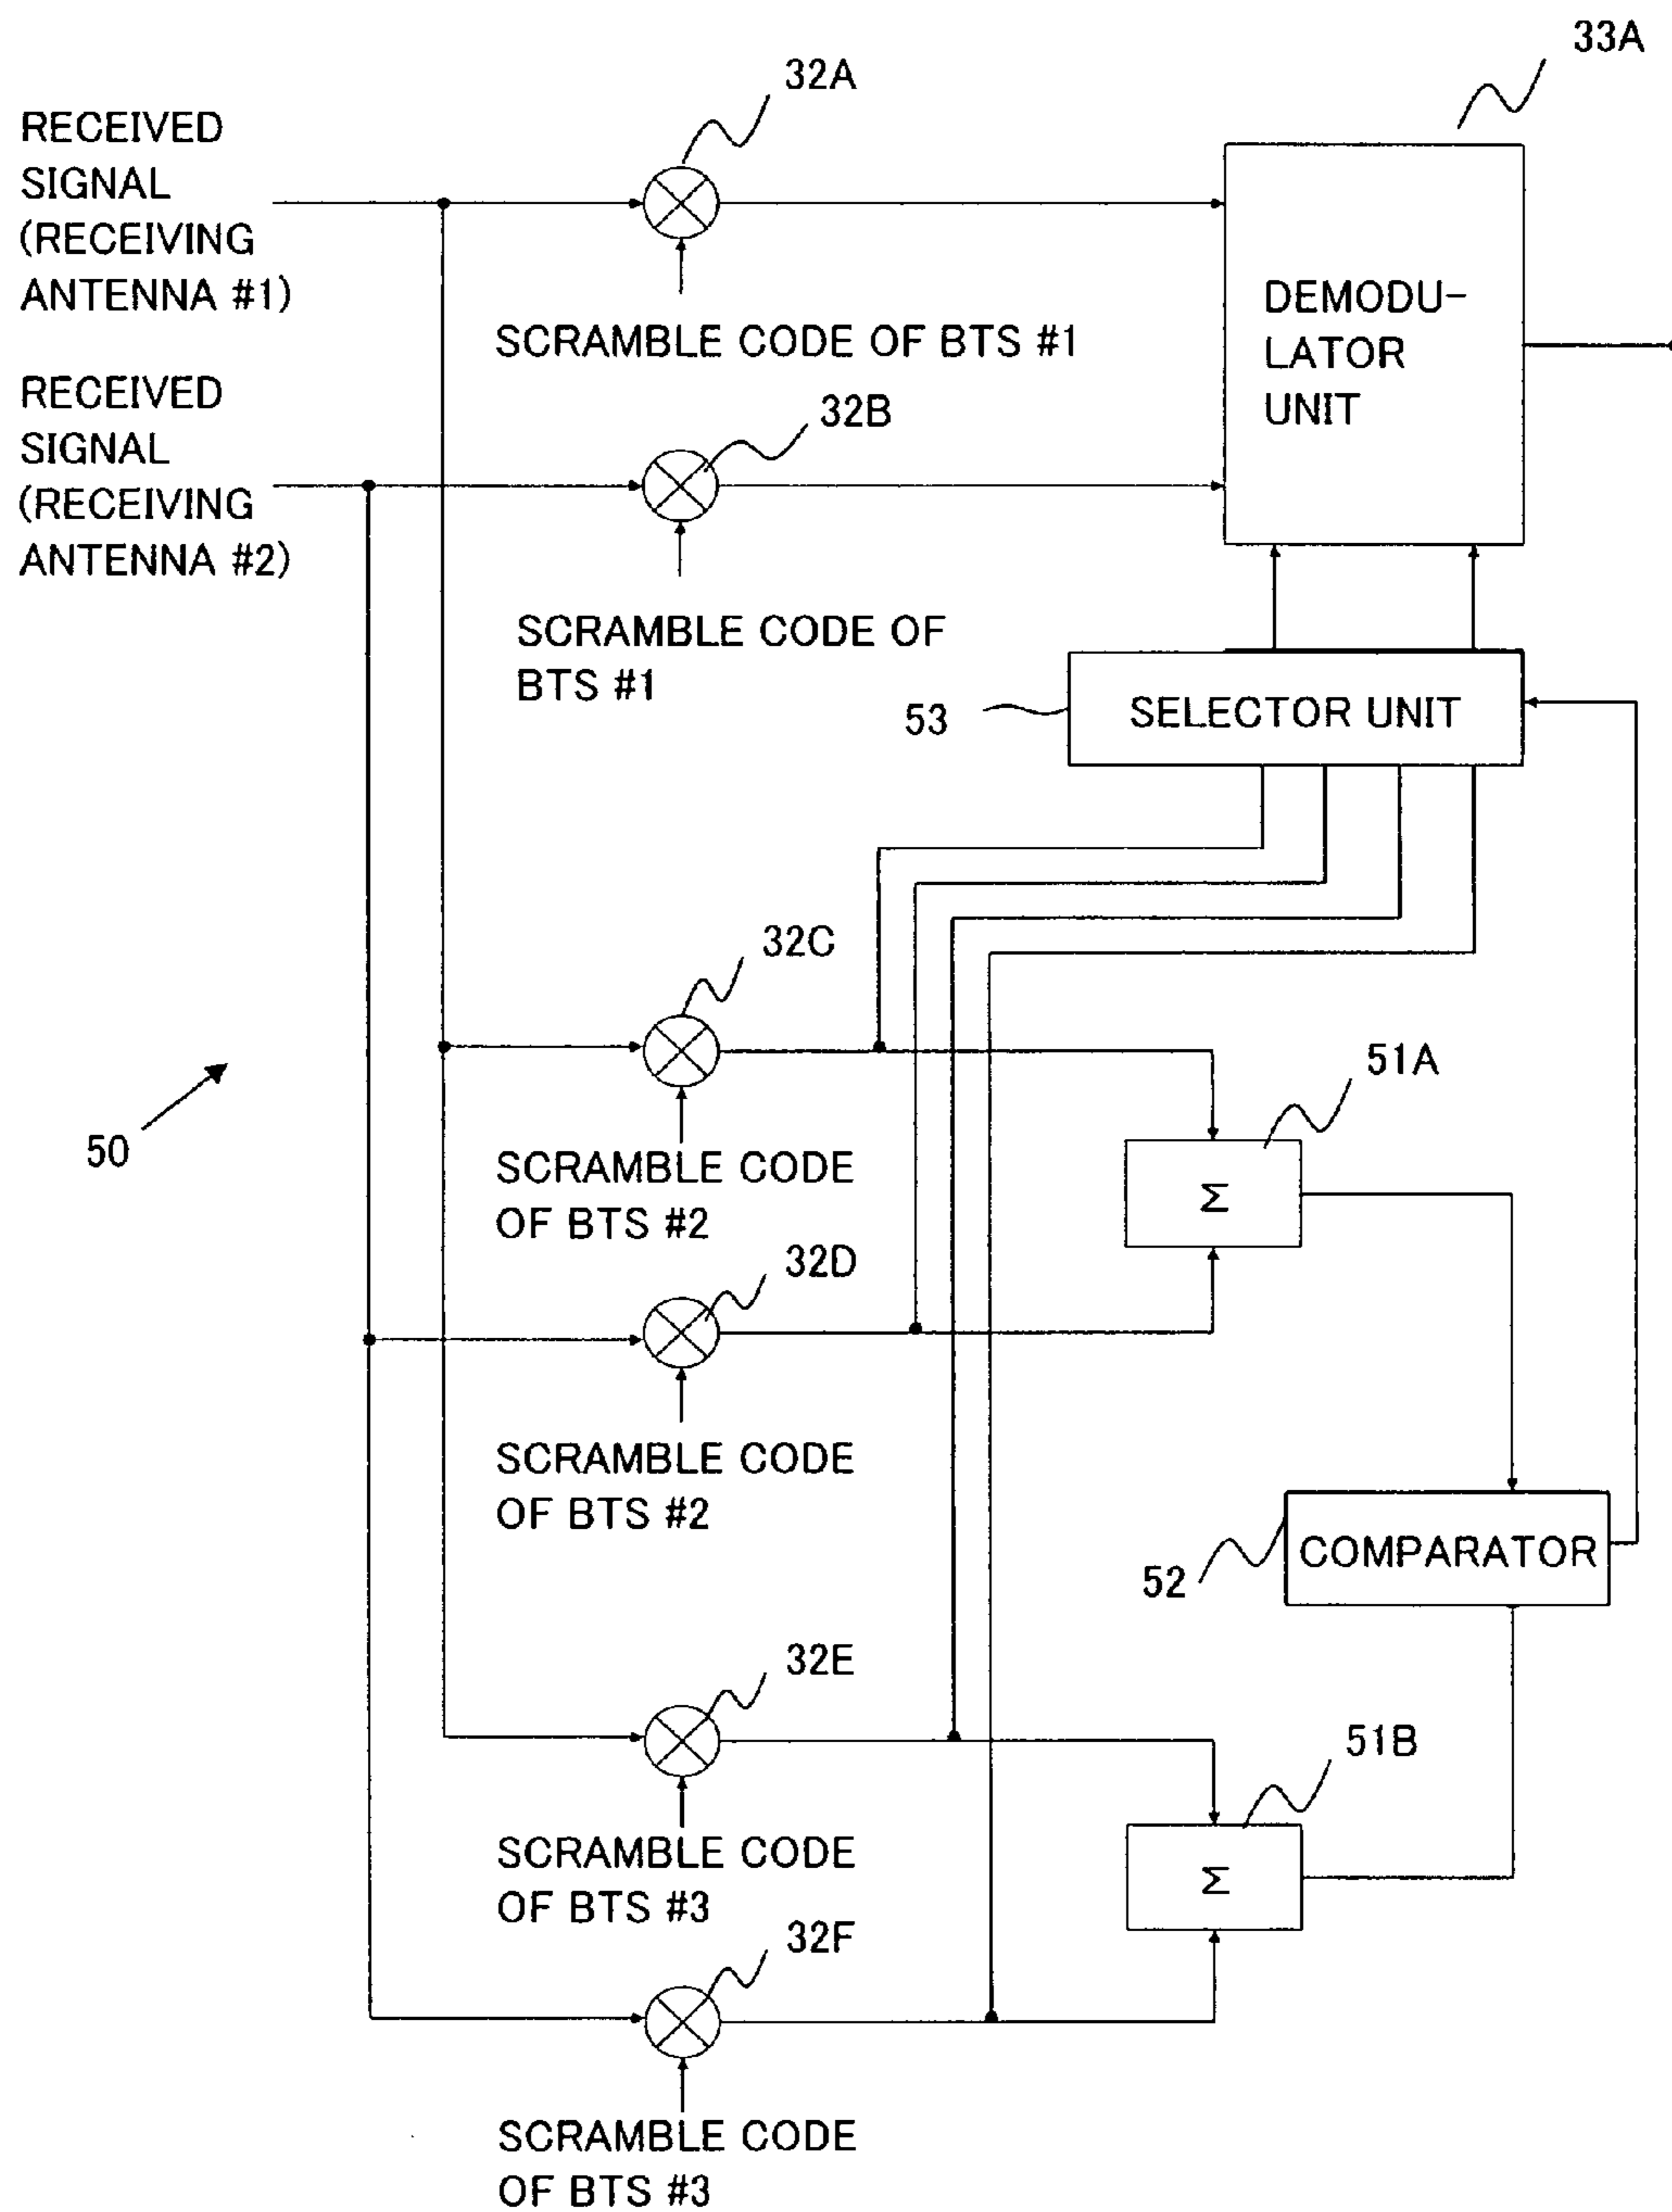 33A
32A
RECEIVED
SIGNAL
(RECEIVING
ANTENNA #1)
DEMODU-
LATOR
UNIT
SCRAMBLE CODE OF BTS #1
RECEIVED
SIGNAL
(RECEIVING
ANTENNA #2)
32B
SCRAMBLE CODE OF
BTS #1
53
SELECTOR UNIT
32C
50
51A
SCRAMBLE CODE
OF BTS #2
Σ
32D
SCRAMBLE CODE
OF BTS #2
52
COMPARATOR
32E
51B
SCRAMBLE CODE
OF BTS #3
Σ
32F
SCRAMBLE CODE
OF BTS #3